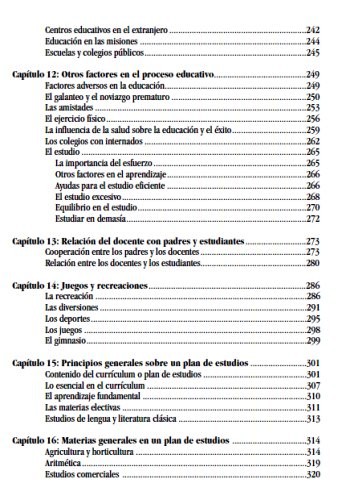 Centros educativos en el extranjero ........ 242
Educación en las misiones ........ 244
Escuelas y colegios públicos ........ 245
Capítulo 12: Otros factores en el proceso educativo ........ 249
Factores adversos en la educación ........ 249
El galanteo y el noviazgo prematuro ........ 250
Las amistades ........ 253
El ejercicio físico ........ 256
La influencia de la salud sobre la educación y el éxito ........ 259
Los colegios con internados ........ 262
El estudio ........ 265
La importancia del esfuerzo ........ 265
Otros factores en el aprendizaje ........ 266
Ayudas para el estudio eficiente ........ 266
El estudio excesivo ........ 268
Equilibrio en el estudio ........ 270
Estudiar en demasía ........ 272
Capítulo 13: Relación del docente con padres y estudiantes ........ 273
Cooperación entre los padres y los docentes ........ 273
Relación entre los docentes y los estudiantes ........ 280
Capítulo 14: Juegos y recreaciones ........ 286
La recreación ........ 286
Las diversiones ........ 291
Los deportes ........ 295
Los juegos ........ 298
El gimnasio ........ 299
Capítulo 15: Principios generales sobre un plan de estudios ........ 301
Contenido del currículum o plan de estudios ........ 301
Lo esencial en el currículum ........ 307
El aprendizaje fundamental ........ 310
Las materias electivas ........ 311
Estudios de lengua y literatura clásica ........ 313
Capítulo 16: Materias generales en un plan de estudios ........ 314
Agricultura y horticultura ........ 314
Aritmética ........ 319
Estudios comerciales ........ 320